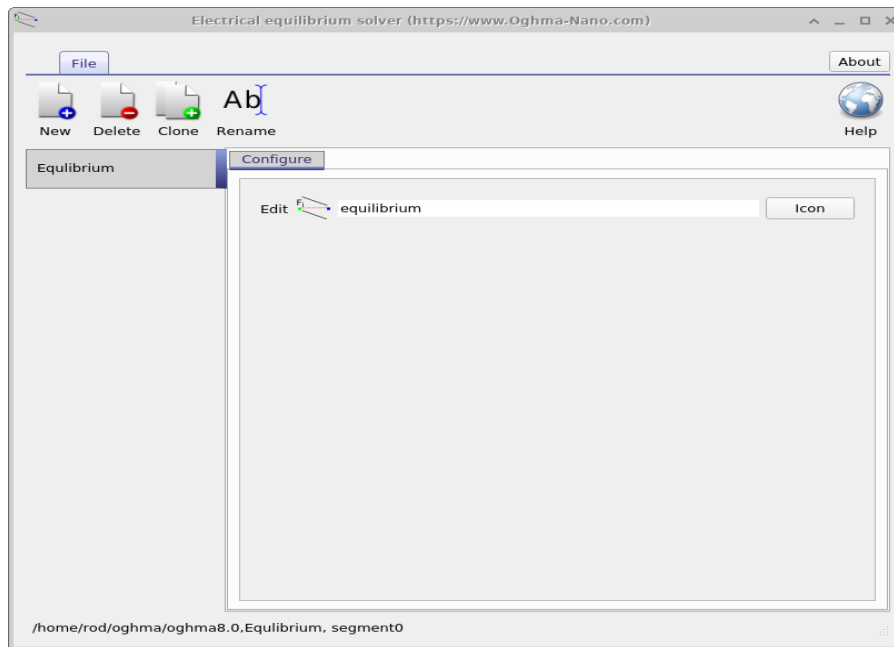 Electrical equilibrium solver (https://www.Oghma-Nano.com)
File
About
Ab
New Delete Clone Rename
Help
Equlibrium
Configure
Edit equilibrium Icon
/home/rod/oghma/oghma8.0,Equlibrium, segment0